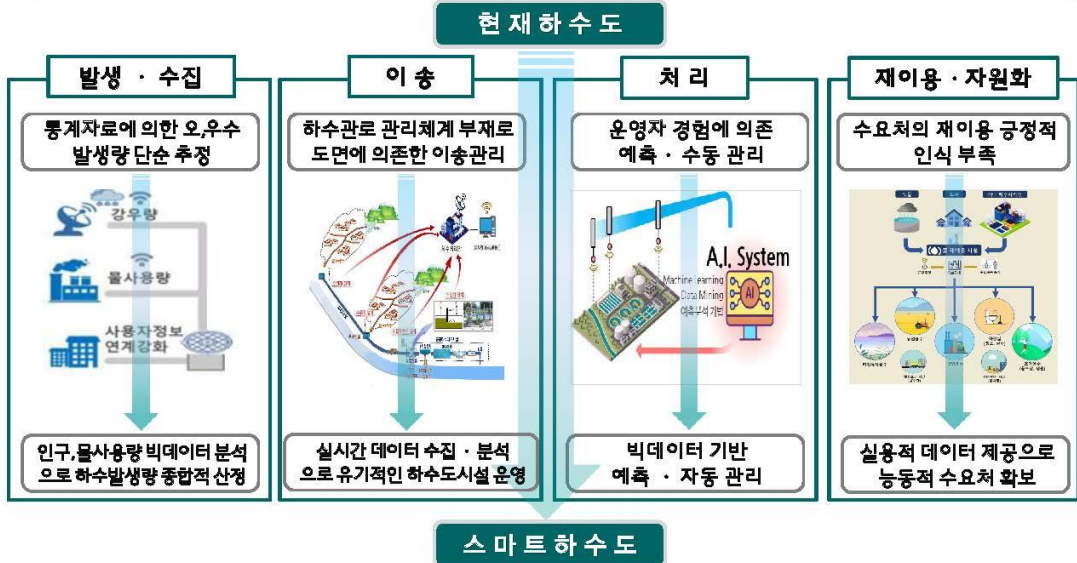 현재하수도
발생 · 수집
통계자료에 의한 오,우수
발생량 단순 추정
강우량
물사용량
사용자정보
연계강화
인구,물사용량 빅데이터 분석
으로 하수발생량 종합적 산정
이송
하수관로 관리체계 부재로
도면에 의존한 이송관리
실시간 데이터 수집 · 분석
으로 유기적인 하수도시설 운영
처리
운영자 경험에 의존
예측 · 수동 관리
A.I. System
Machine Learning
Data Mining
예측분석 기반
AI
빅데이터 기반
예측 · 자동 관리
재이용 · 자원화
수요처의 재이용 긍정적
인식 부족
실용적 데이터 제공으로
능동적 수요처 확보
스마트하수도